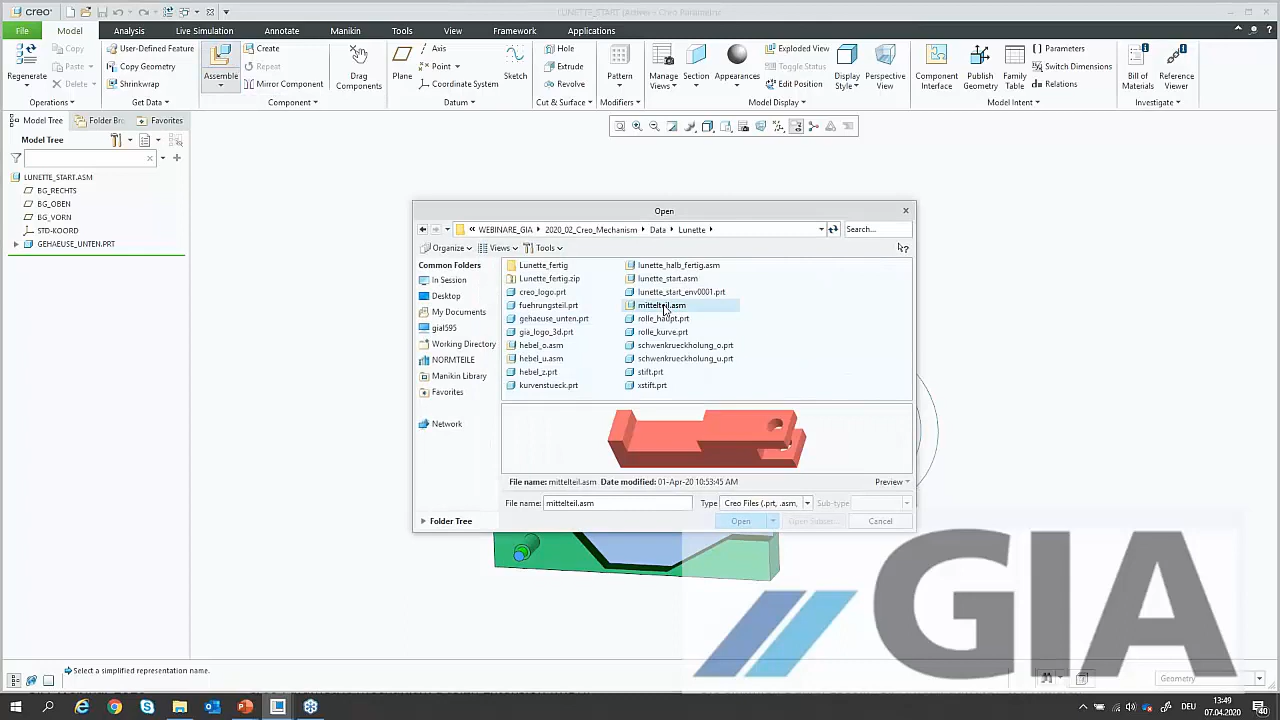 creo
LUNETTE_START (Active) - Creo Parametric
File Model Analysis Live Simulation Annotate Manikin Tools View Framework Applications
Regenerate
Copy
Paste
Delete
Operations
User-Defined Feature
Copy Geometry
Shrinkwrap
Get Data
Assemble
Create
Repeat
Mirror Component
Component
Drag Components
Plane
Axis
Point
Coordinate System
Sketch
Datum
Hole
Extrude
Revolve
Cut & Surface
Pattern
Modifiers
Manage Views
Section
Appearances
Exploded View
Toggle Status
Edit Position
Display Style
Perspective View
Model Display
Component Interface
Publish Geometry
Family Table
Parameters
Switch Dimensions
Relations
Model Intent
Bill of Materials
Reference Viewer
Investigate
Model Tree Folder Bro Favorites
Model Tree
LUNETTE_START.ASM
BG_RECHTS
BG_OBEN
BG_VORN
STD-KOORD
GEHAEUSE_UNTEN.PRT
Open
« WEBINARE_GIA 2020_02_Creo_Mechanism Data Lunette Search...
Organize Views Tools
Common Folders
In Session
Desktop
My Documents
gial595
Working Directory
NORMTEILE
Manikin Library
Favorites
Network
Folder Tree
Lunette_fertig
Lunette_fertig.zip
creo_logo.prt
fuehrungsteil.prt
gehaeuse_unten.prt
gia_logo_3d.prt
hebel_o.asm
hebel_u.asm
hebel_z.prt
kurvenstueck.prt
lunette_halb_fertig.asm
lunette_start.asm
lunette_start_env0001.prt
mittelteil.asm
rolle_haupt.prt
rolle_kurve.prt
schwenkrueckholung_o.prt
schwenkrueckholung_u.prt
stift.prt
xstift.prt
File name: mittelteil.asm Date modified: 01-Apr-20 10:53:45 AM Preview
File name: mittelteil.asm Type Creo Files (.prt, .asm, Sub-type
Open Open Subset... Cancel
GIA
Select a simplified representation name.
Geometry
DEU
13:49
07.04.2020